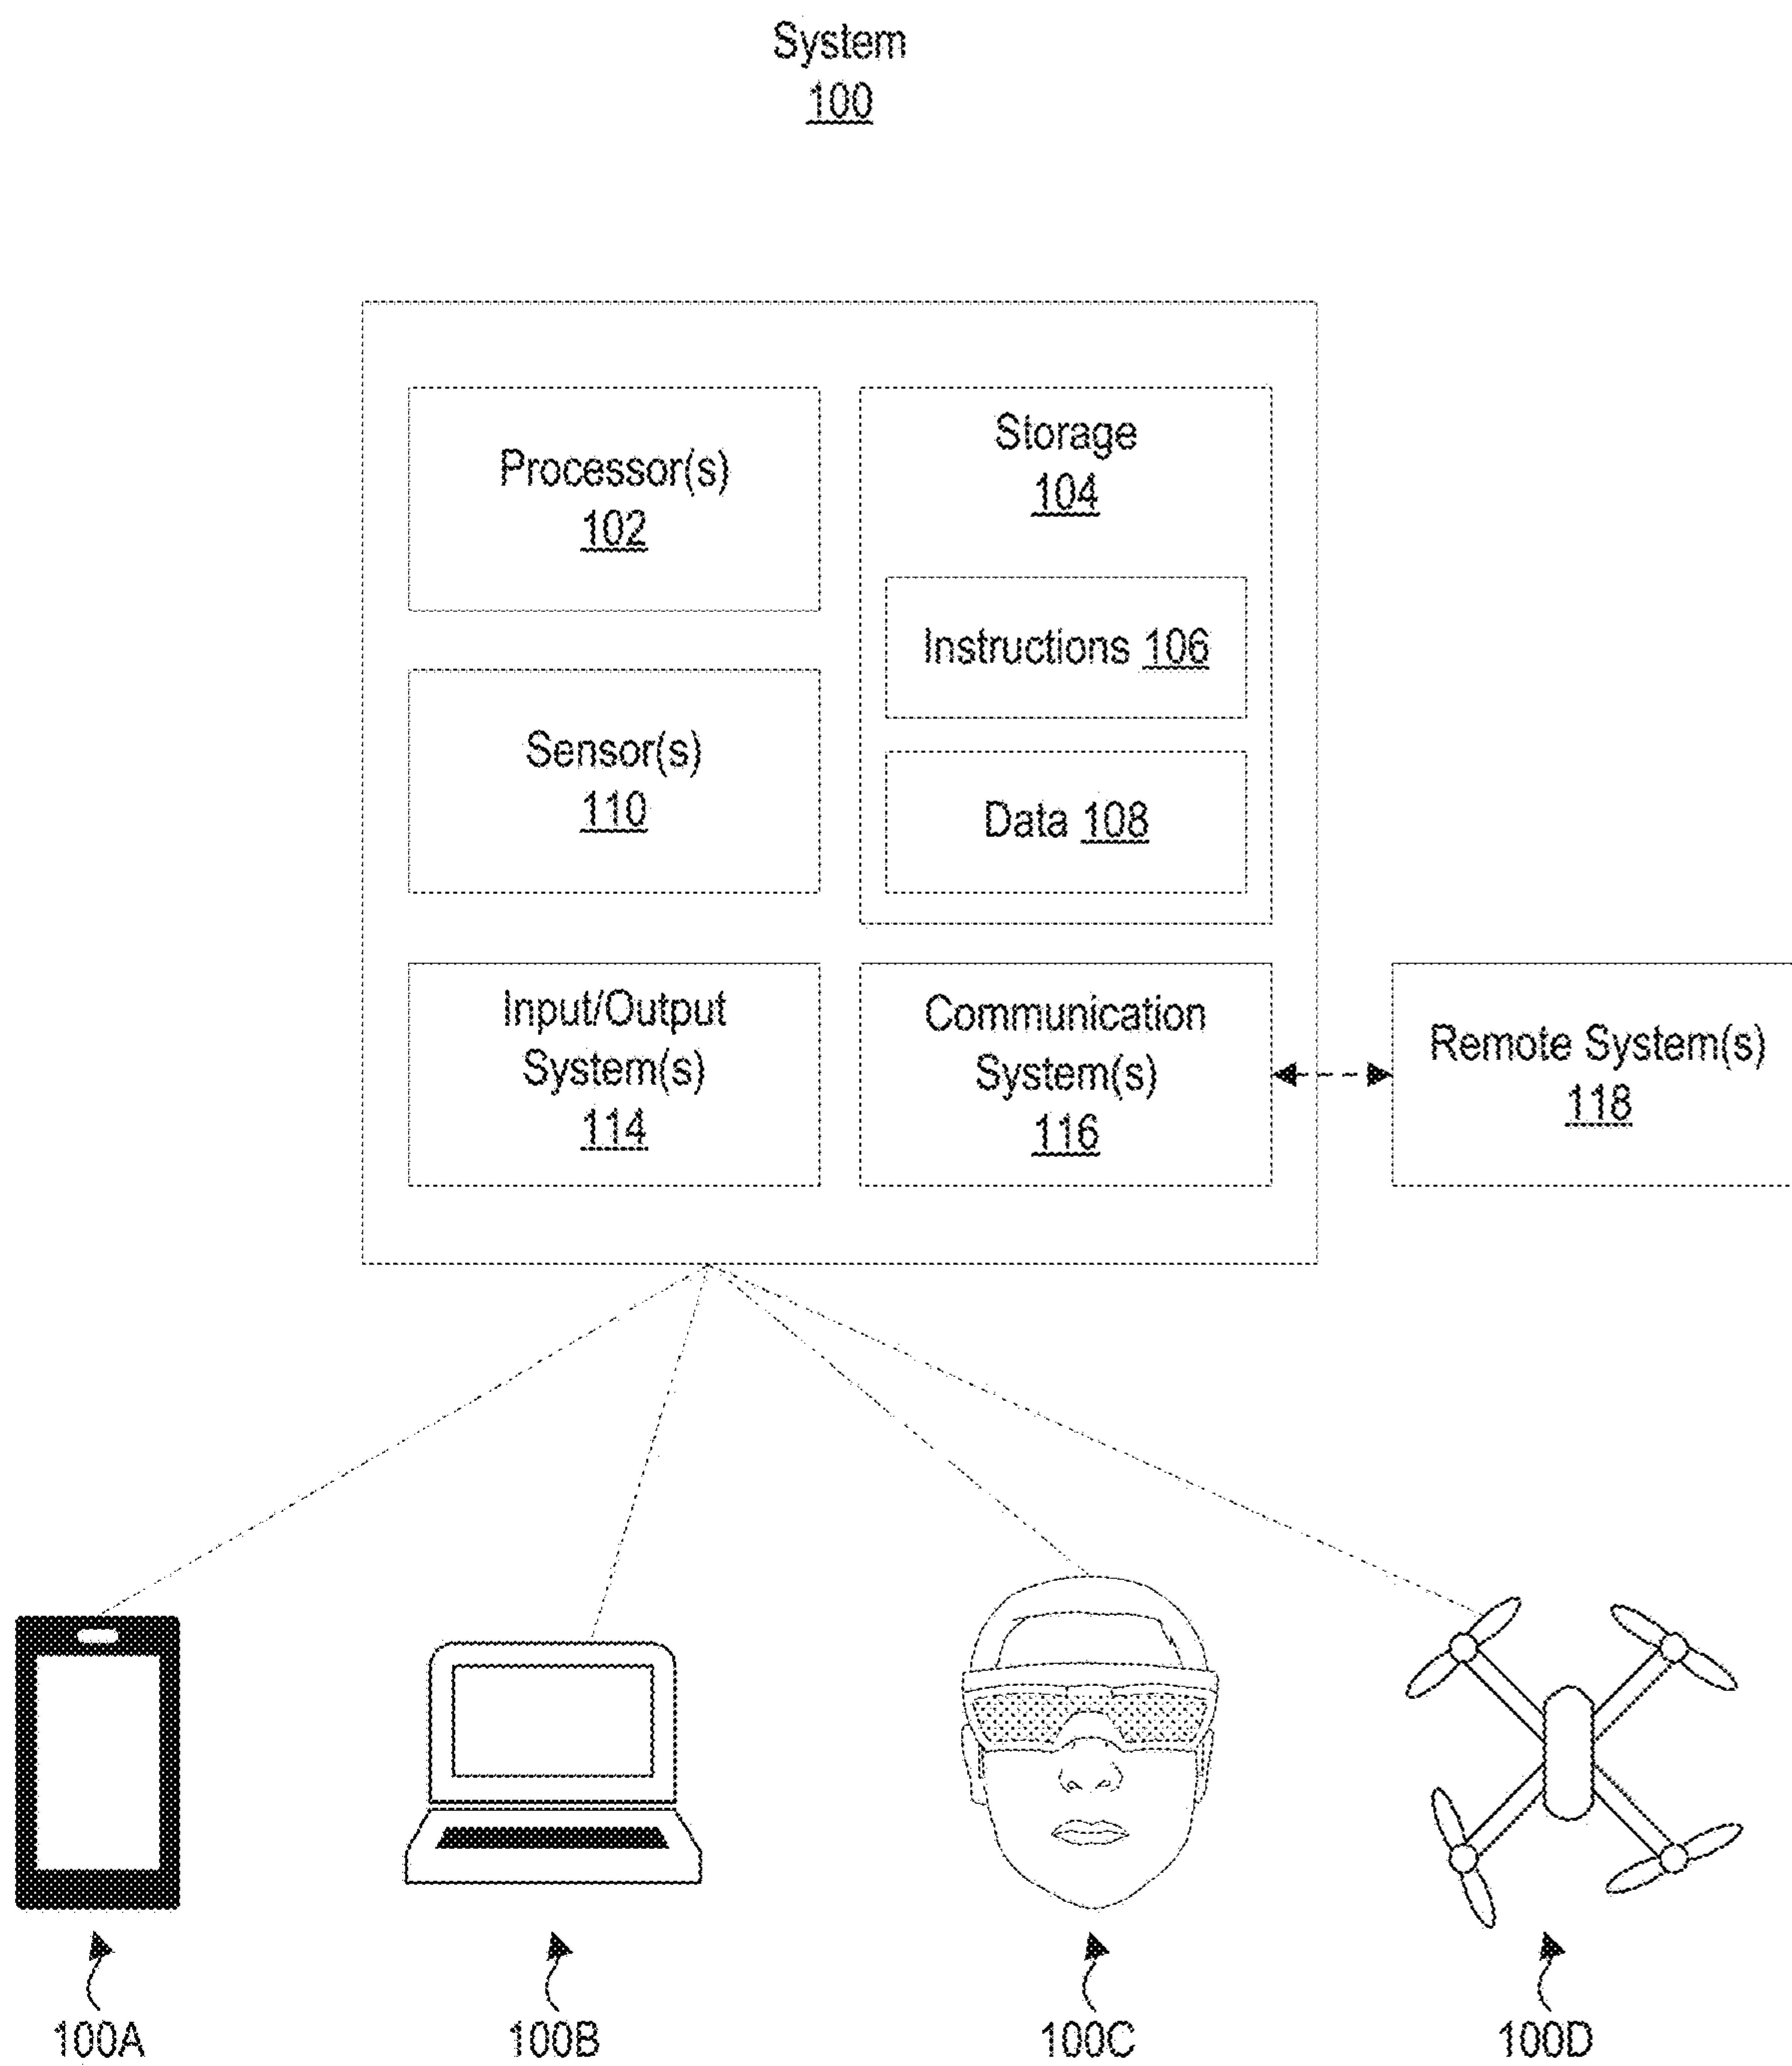 System
100
Processor(s)
102
Storage
104
Instructions 106
Data 108
Sensor(s)
110
Input/Output
System(s)
114
Communication
System(s)
116
Remote System(s)
118
100A
100B
100C
100D